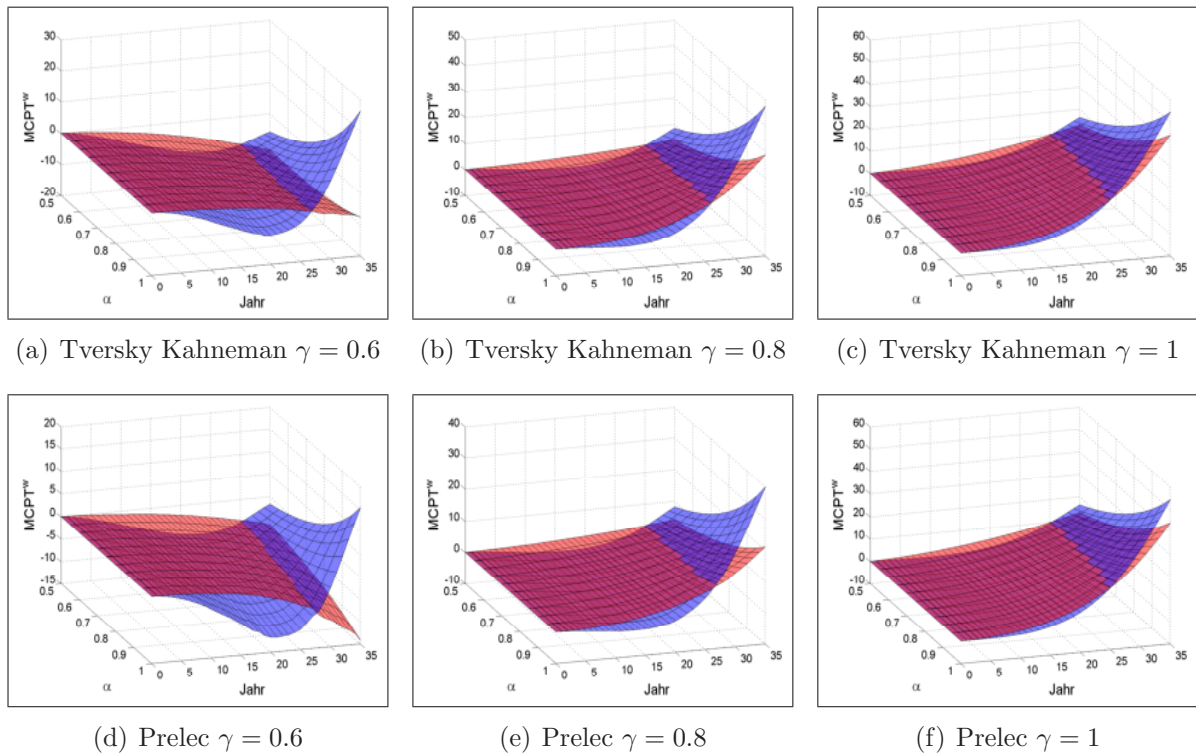 30
20
10
0
-10
-20
MCPT^w
0.5
0.6
0.7
0.8
0.9
1
α
0 5 10 15 20 25 30 35
Jahr
50
40
30
20
10
0
-10
MCPT^w
0.5
0.6
0.7
0.8
0.9
1
α
0 5 10 15 20 25 30 35
Jahr
60
50
40
30
20
10
0
-10
MCPT^w
0.5
0.6
0.7
0.8
0.9
1
α
0 5 10 15 20 25 30 35
Jahr
(a) Tversky Kahneman γ = 0.6
(b) Tversky Kahneman γ = 0.8
(c) Tversky Kahneman γ = 1
20
15
10
5
0
-5
-10
-15
MCPT^w
0.5
0.6
0.7
0.8
0.9
1
α
0 5 10 15 20 25 30 35
Jahr
40
30
20
10
0
-10
MCPT^w
0.5
0.6
0.7
0.8
0.9
1
α
0 5 10 15 20 25 30 35
Jahr
60
50
40
30
20
10
0
-10
MCPT^w
0.5
0.6
0.7
0.8
0.9
1
α
0 5 10 15 20 25 30 35
Jahr
(d) Prelec γ = 0.6
(e) Prelec γ = 0.8
(f) Prelec γ = 1